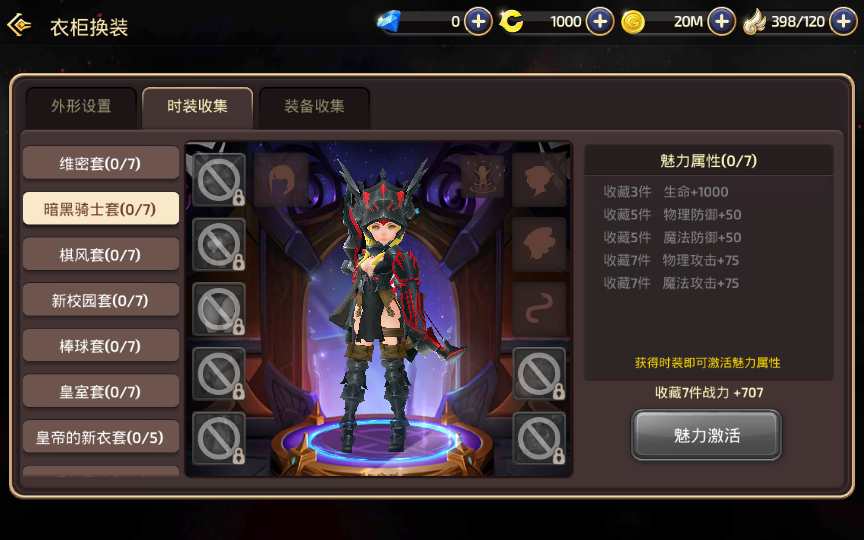 衣柜换装
0
1000
20M
398/120
外形设置
时装收集
装备收集
维密套(0/7)
暗黑骑士套(0/7)
棋风套(0/7)
新校园套(0/7)
棒球套(0/7)
皇室套(0/7)
皇帝的新衣套(0/5)
魅力属性(0/7)
收藏3件 生命+1000
收藏5件 物理防御+50
收藏5件 魔法防御+50
收藏7件 物理攻击+75
收藏7件 魔法攻击+75
获得时装即可激活魅力属性
收藏7件战力 +707
魅力激活